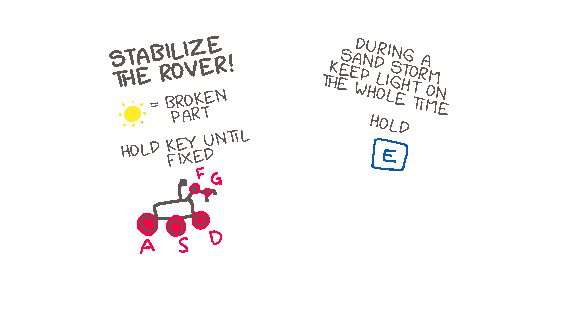 STABILIZE
THE ROVER!
= BROKEN
PART
HOLD KEY UNTIL
FIXED
F G
A S D
DURING A
SAND STORM
KEEP LIGHT ON
THE WHOLE TIME
HOLD
E